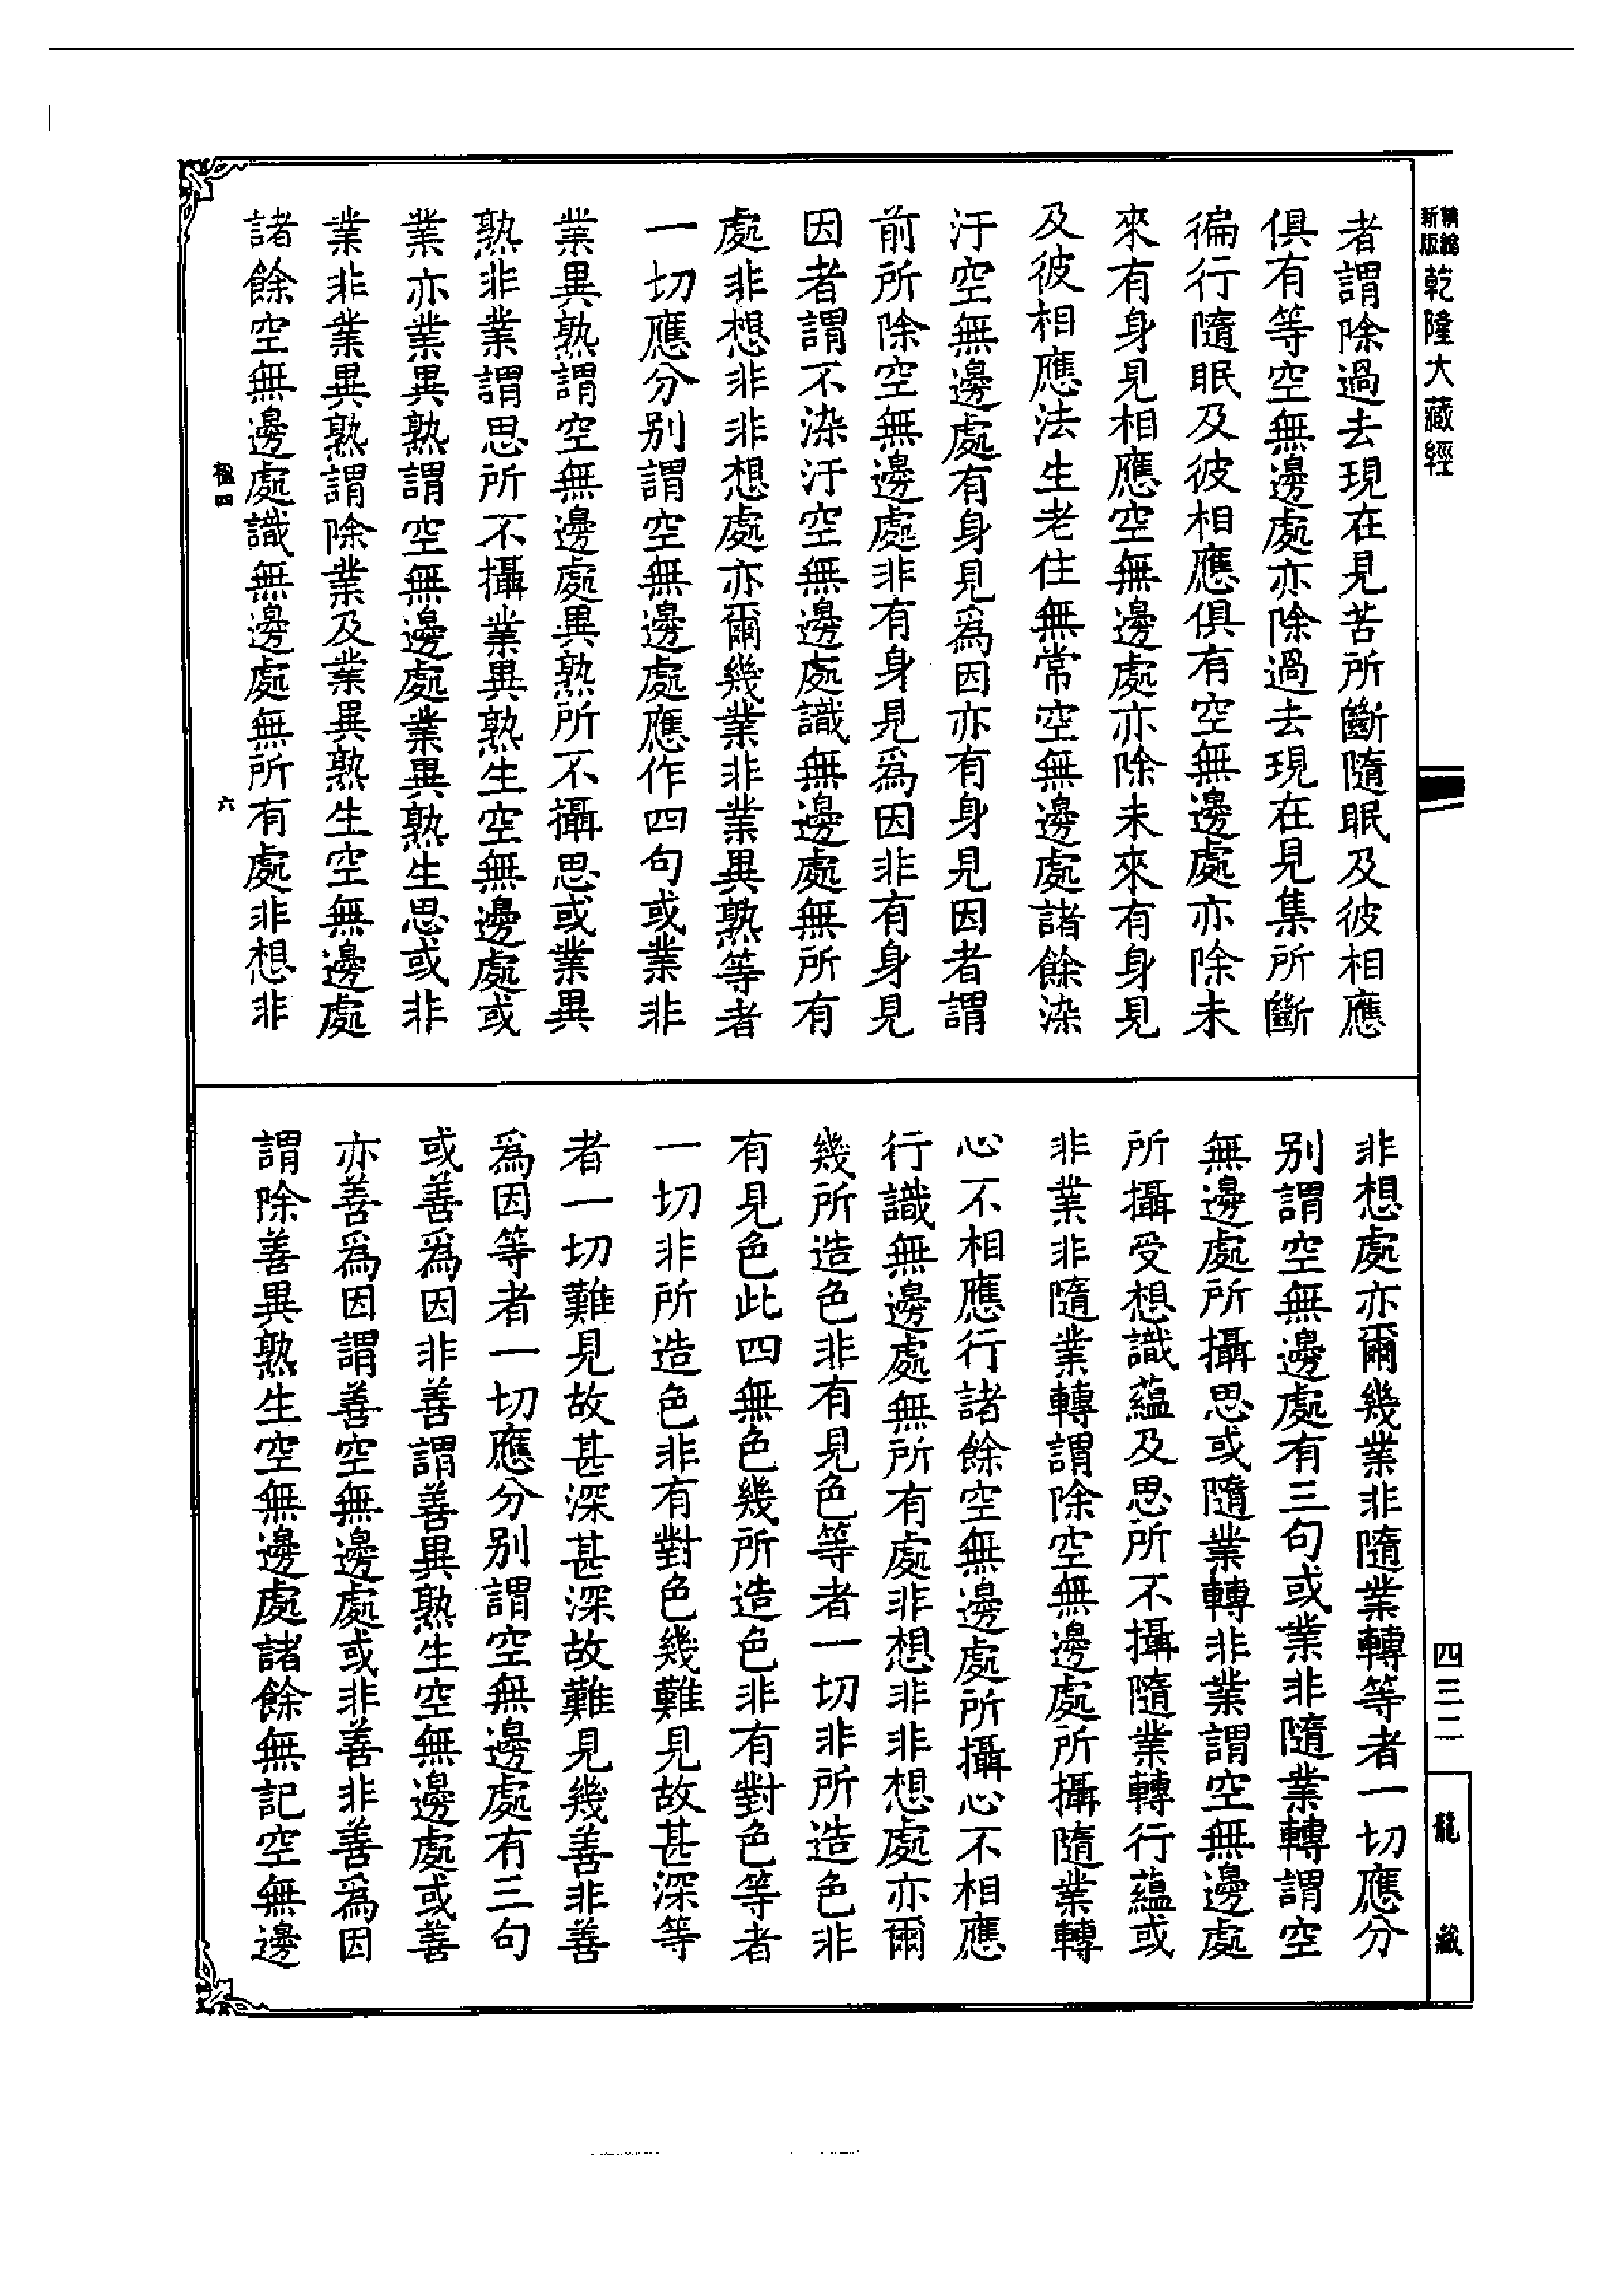 精縮
新版
乾隆大藏經
者謂除過去現在見苦所斷隨眠及彼相應
俱有等空無邊處亦除過去現在見集所斷
徧行隨眠及彼相應俱有空無邊處亦除未
來有身見相應空無邊處亦除未來有身見
及彼相應法生老住無常空無邊處諸餘染
汙空無邊處有身見爲因亦有身見因者謂
前所除空無邊處非有身見爲因非有身見
因者謂不染汙空無邊處識無邊處無所有
處非想非非想處亦爾幾業非業異熟等者
一切應分别謂空無邊處應作四句或業非
業異熟謂空無邊處異熟所不攝思或業異
熟非業謂思所不攝業異熟生空無邊處或
業亦業異熟謂空無邊處業異熟生思或非
業非業異熟謂除業及業異熟生空無邊處
諸餘空無邊處識無邊處無所有處非想非
四
六
非想處亦爾幾業非隨業轉等者一切應分
别謂空無邊處有三句或業非隨業轉謂空
無邊處所攝思或隨業轉非業謂空無邊處
所攝受想識蘊及思所不攝隨業轉行蘊或
非業非隨業轉謂除空無邊處所攝隨業轉
心不相應行諸餘空無邊處所攝心不相應
行識無邊處無所有處非想非非想處亦爾
幾所造色非有見色等者一切非所造色非
有見色此四無色幾所造色非有對色等者
一切非所造色非有對色幾難見故甚深等
者一切難見故甚深甚深故難見幾善非善
爲因等者一切應分别謂空無邊處有三句
或善爲因非善謂善異熟生空無邊處或善
亦善爲因謂善空無邊處或非善非善爲因
謂除善異熟生空無邊處諸餘無記空無邊
四三二
龍藏